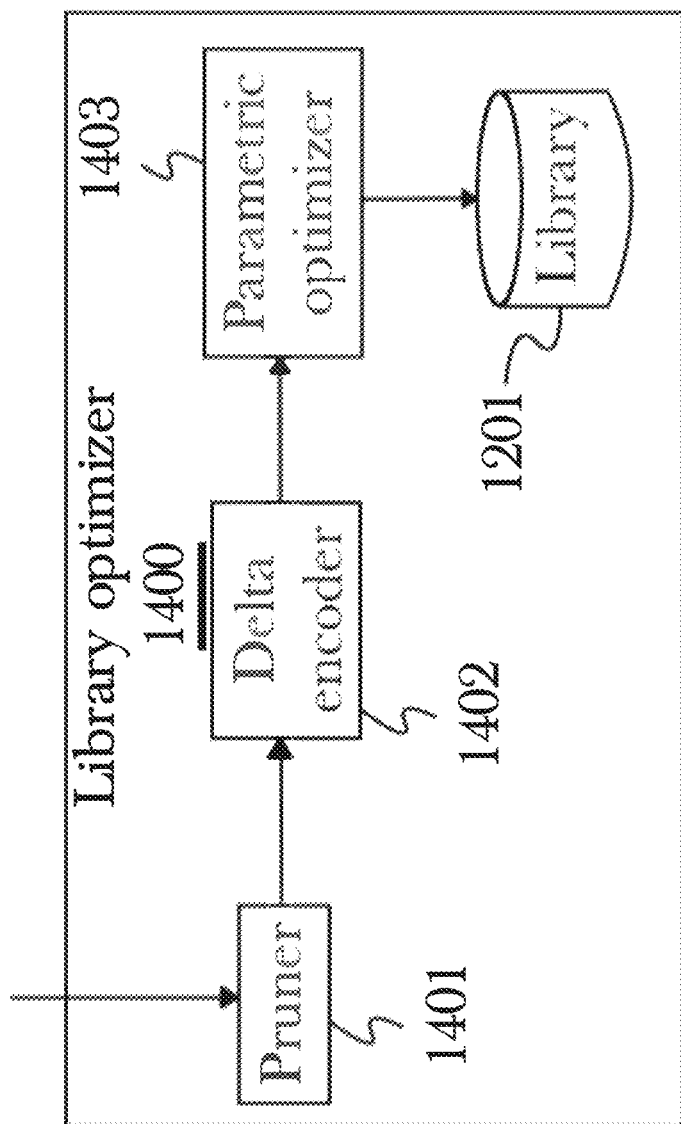 Library optimizer
1400
Pruner
1401
Delta
encoder
1402
Parametric
optimizer
1403
Library
1201